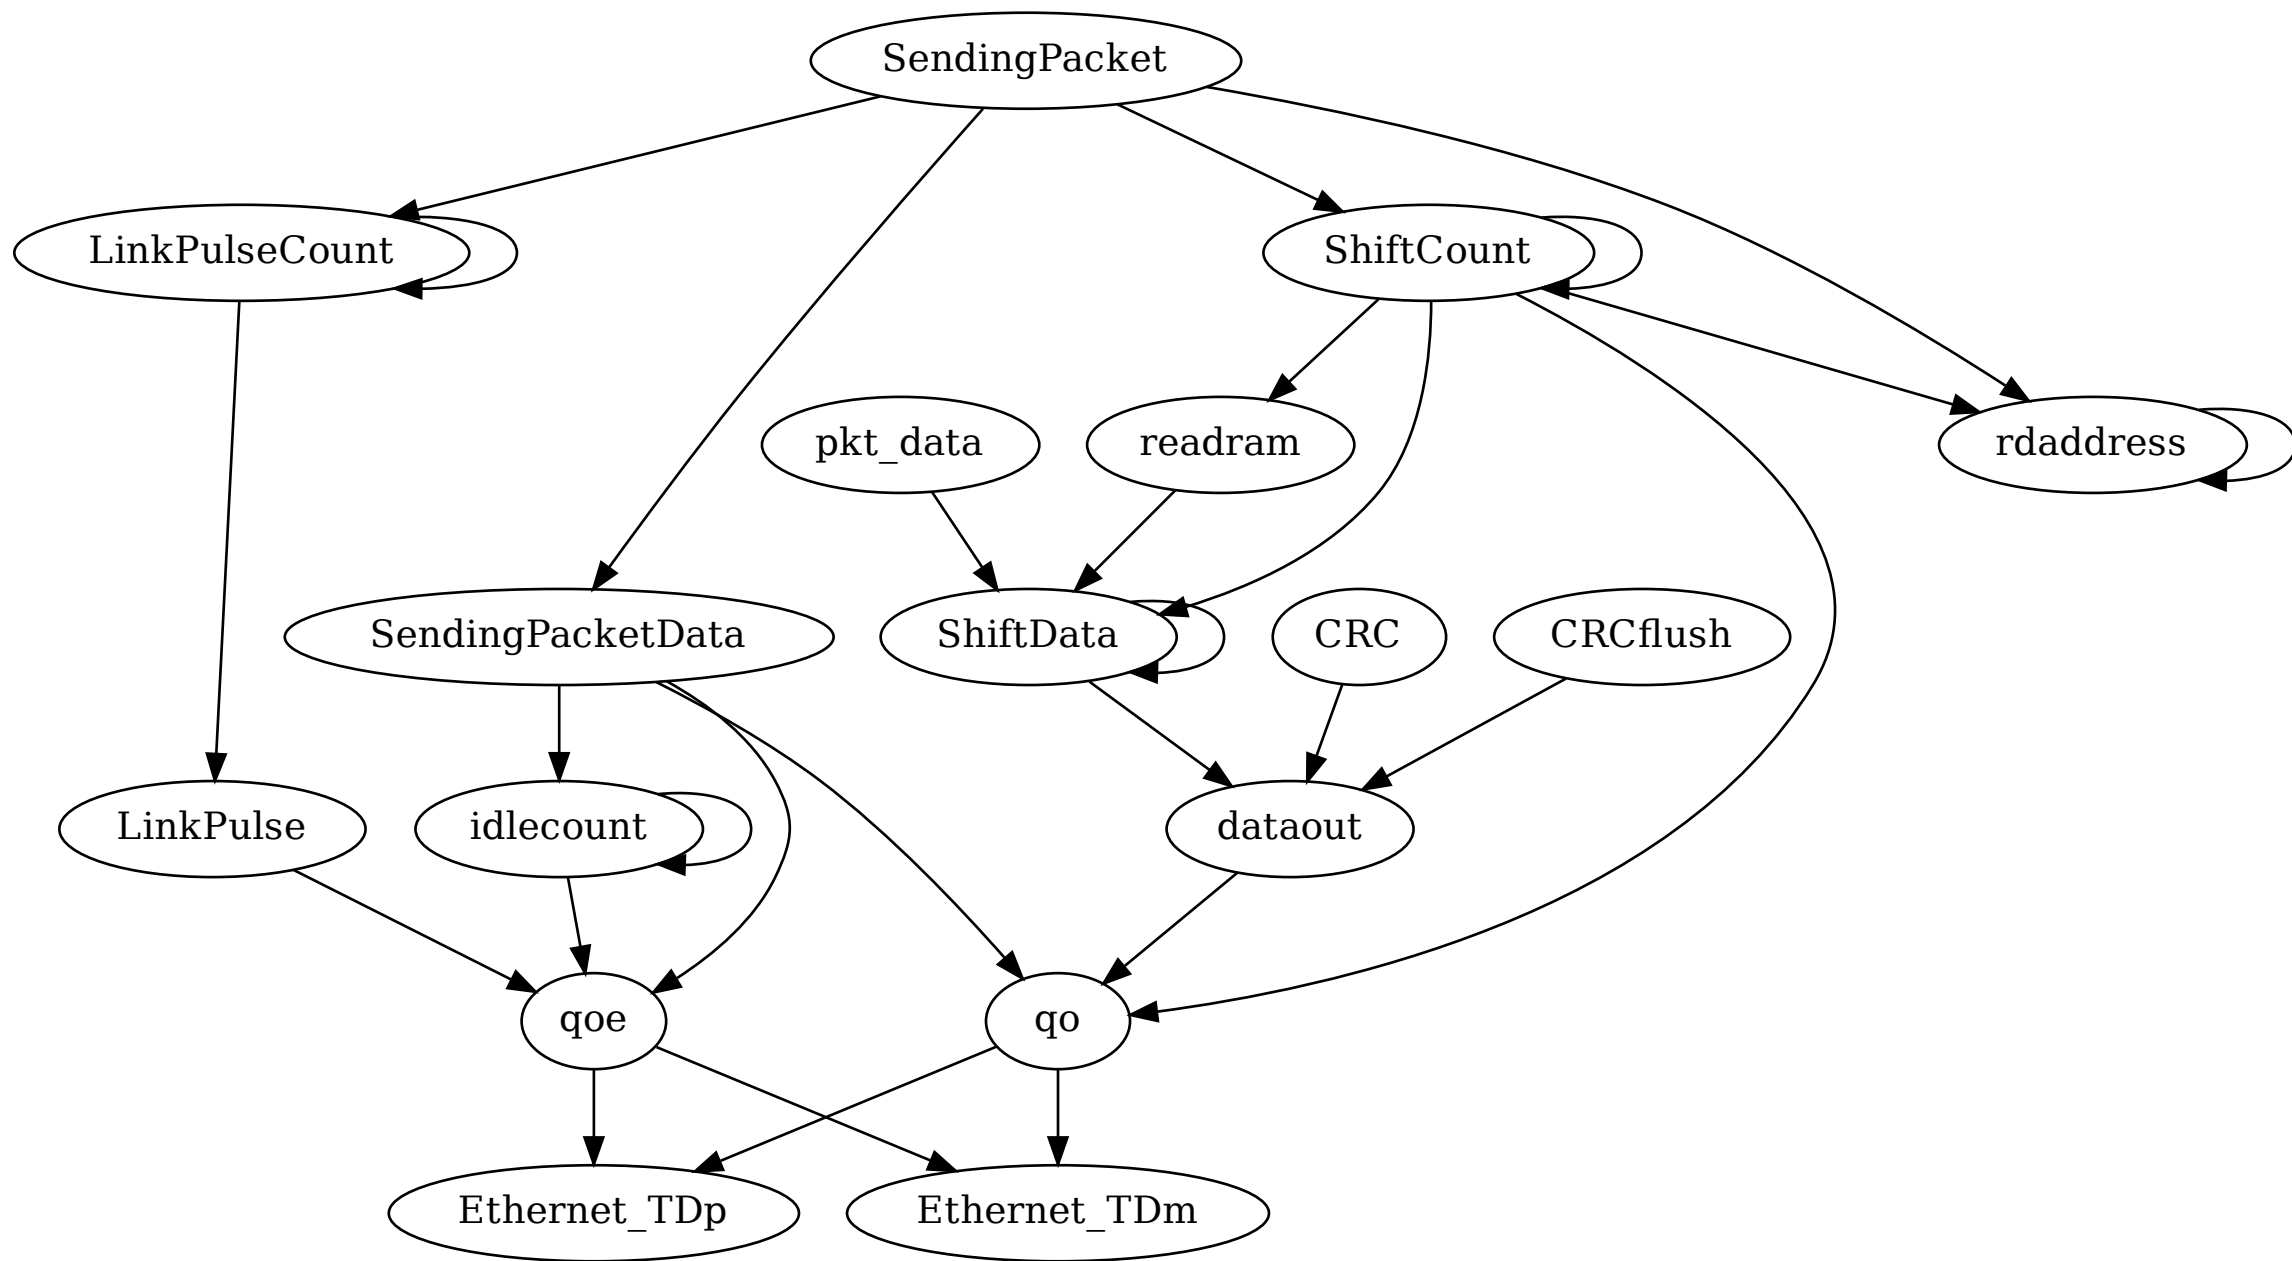 SendingPacket
LinkPulseCount
ShiftCount
pkt_data
readram
rdaddress
SendingPacketData
ShiftData
CRC
CRCflush
LinkPulse
idlecount
dataout
qoe
qo
Ethernet_TDp
Ethernet_TDm